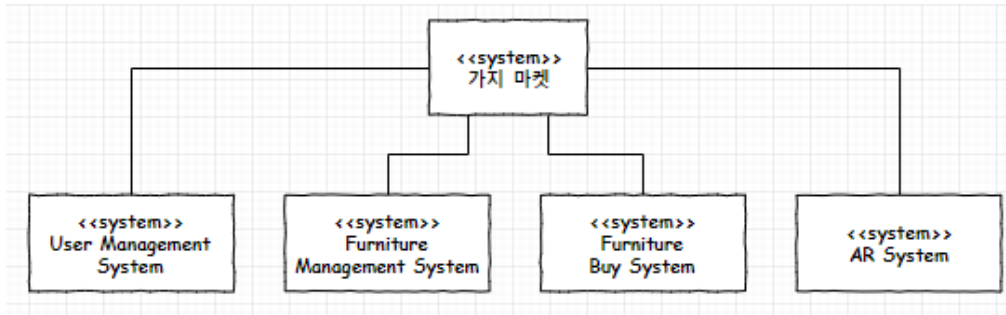 <<system>>
가지 마켓
<<system>>
User Management
System
<<system>>
Furniture
Management System
<<system>>
Furniture
Buy System
<<system>>
AR System